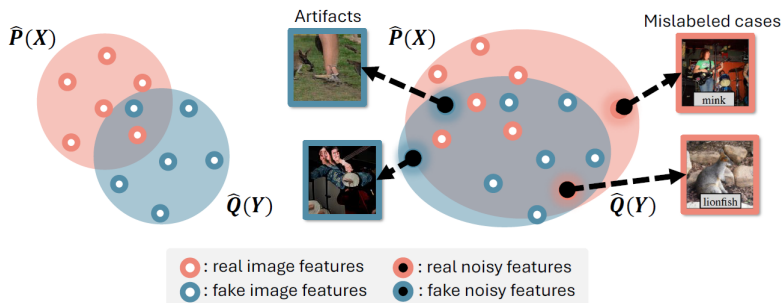 Artifacts
Mislabeled cases
P̂(X)
P̂(X)
mink
Q̂(Y)
Q̂(Y)
lionfish
: real image features
: real noisy features
: fake image features
: fake noisy features